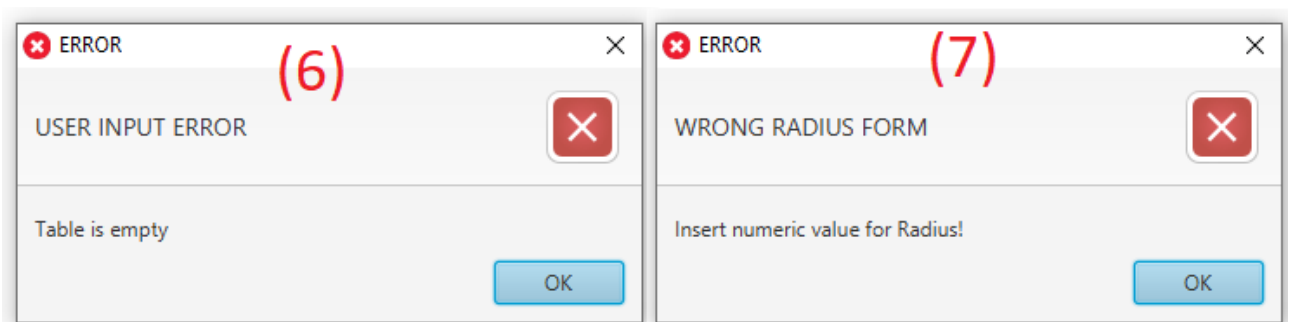 ERROR
(6)
USER INPUT ERROR
Table is empty
OK
ERROR
(7)
WRONG RADIUS FORM
Insert numeric value for Radius!
OK